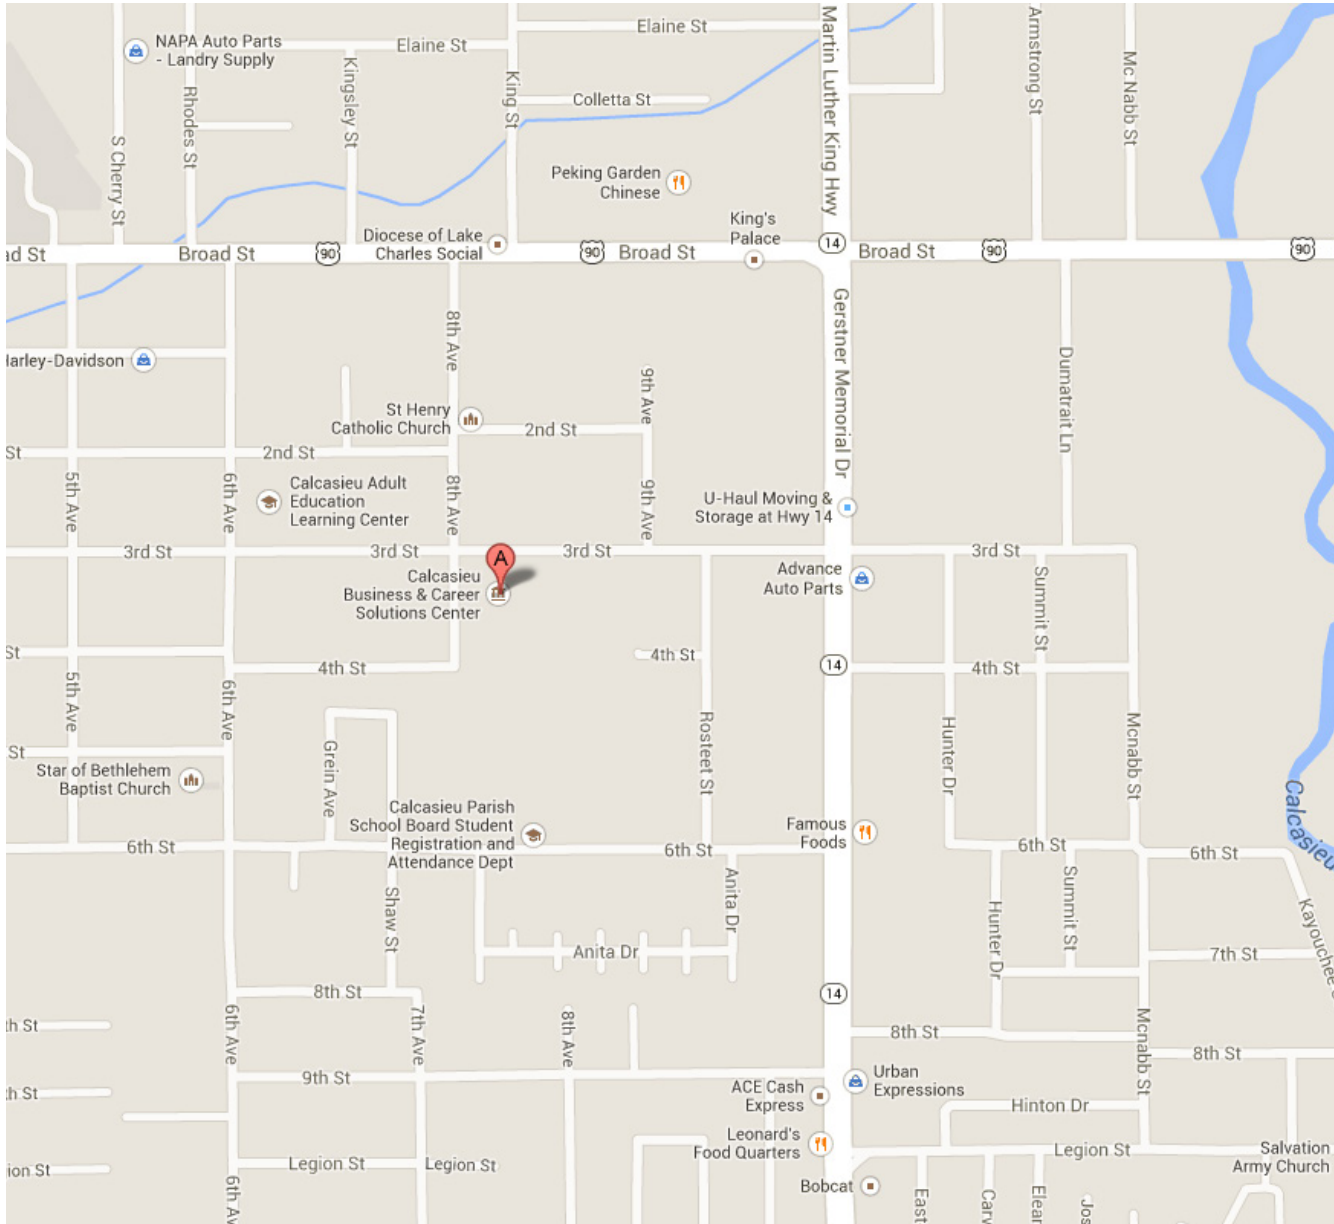 Elaine St
Martin Luther King Hwy
Armstrong St
NAPA Auto Parts
- Landry Supply
Elaine St
Kingsley St
King St
Mc Nabb St
Rhodes St
Colletta St
S Cherry St
Peking Garden
Chinese
King's
Palace
Diocese of Lake
Charles Social
14
ad St
Broad St
90
90
Broad St
Broad St
90
90
8th Ave
Gerstner Memorial Dr
Harley-Davidson
9th Ave
Dumatrait Ln
St Henry
Catholic Church
2nd St
St
2nd St
5th Ave
6th Ave
Calcasieu Adult
Education
Learning Center
8th Ave
9th Ave
U-Haul Moving &
Storage at Hwy 14
3rd St
3rd St
A
3rd St
3rd St
Calcasieu
Business & Career
Solutions Center
Advance
Auto Parts
Summit St
St
4th St
4th St
14
4th St
5th Ave
6th Ave
Rosteet St
Hunter Dr
Mcnabb St
St
Grein Ave
Star of Bethlehem
Baptist Church
Calcasieu
Calcasieu Parish
School Board Student
Registration and
Attendance Dept
Famous
Foods
6th St
6th St
6th St
6th St
Anita Dr
Summit St
Shaw St
Hunter Dr
Kayouchee
Anita Dr
7th St
8th St
14
th St
6th Ave
7th Ave
8th Ave
8th St
Mcnabb St
8th St
9th St
Urban
Expressions
th St
ACE Cash
Express
Hinton Dr
Leonard's
Food Quarters
Legion St
Salvation
Army Church
ion St
Legion St
Legion St
Bobcat
6th Av
East
Carv
Elear
Jos